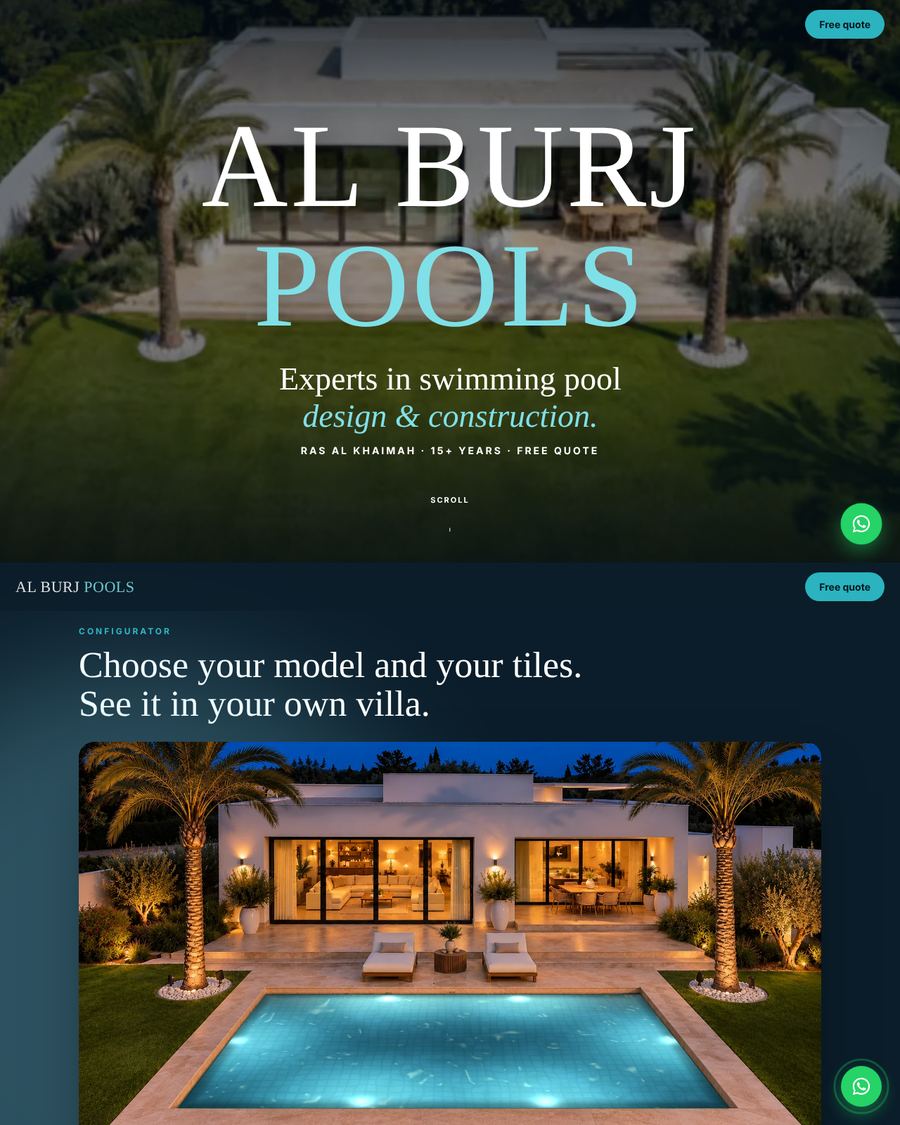 Free quote
AL BURJ
POOLS
Experts in swimming pool
design & construction.
RAS AL KHAIMAH · 15+ YEARS · FREE QUOTE
SCROLL
AL BURJ POOLS
Free quote
CONFIGURATOR
Choose your model and your tiles.
See it in your own villa.